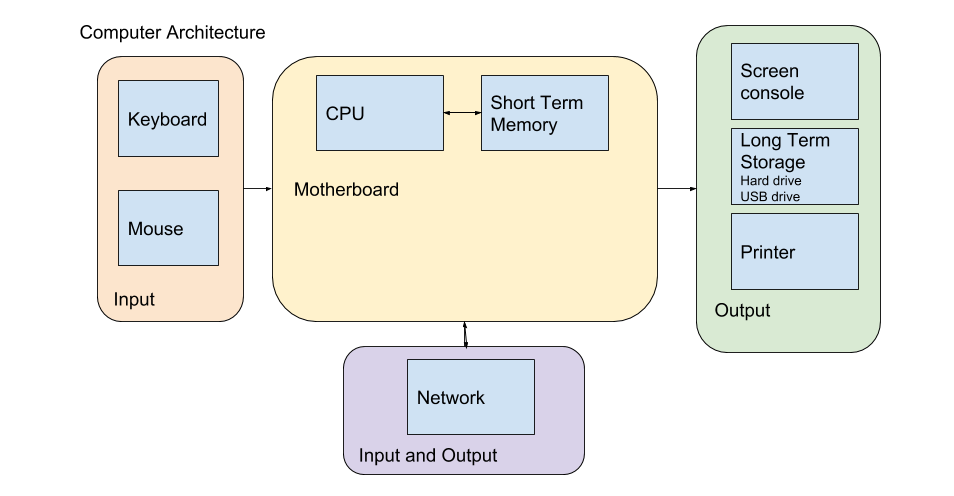 Computer Architecture
Keyboard
Mouse
Input
CPU
Short Term
Memory
Motherboard
Screen
console
Long Term
Storage
Hard drive
USB drive
Printer
Output
Network
Input and Output